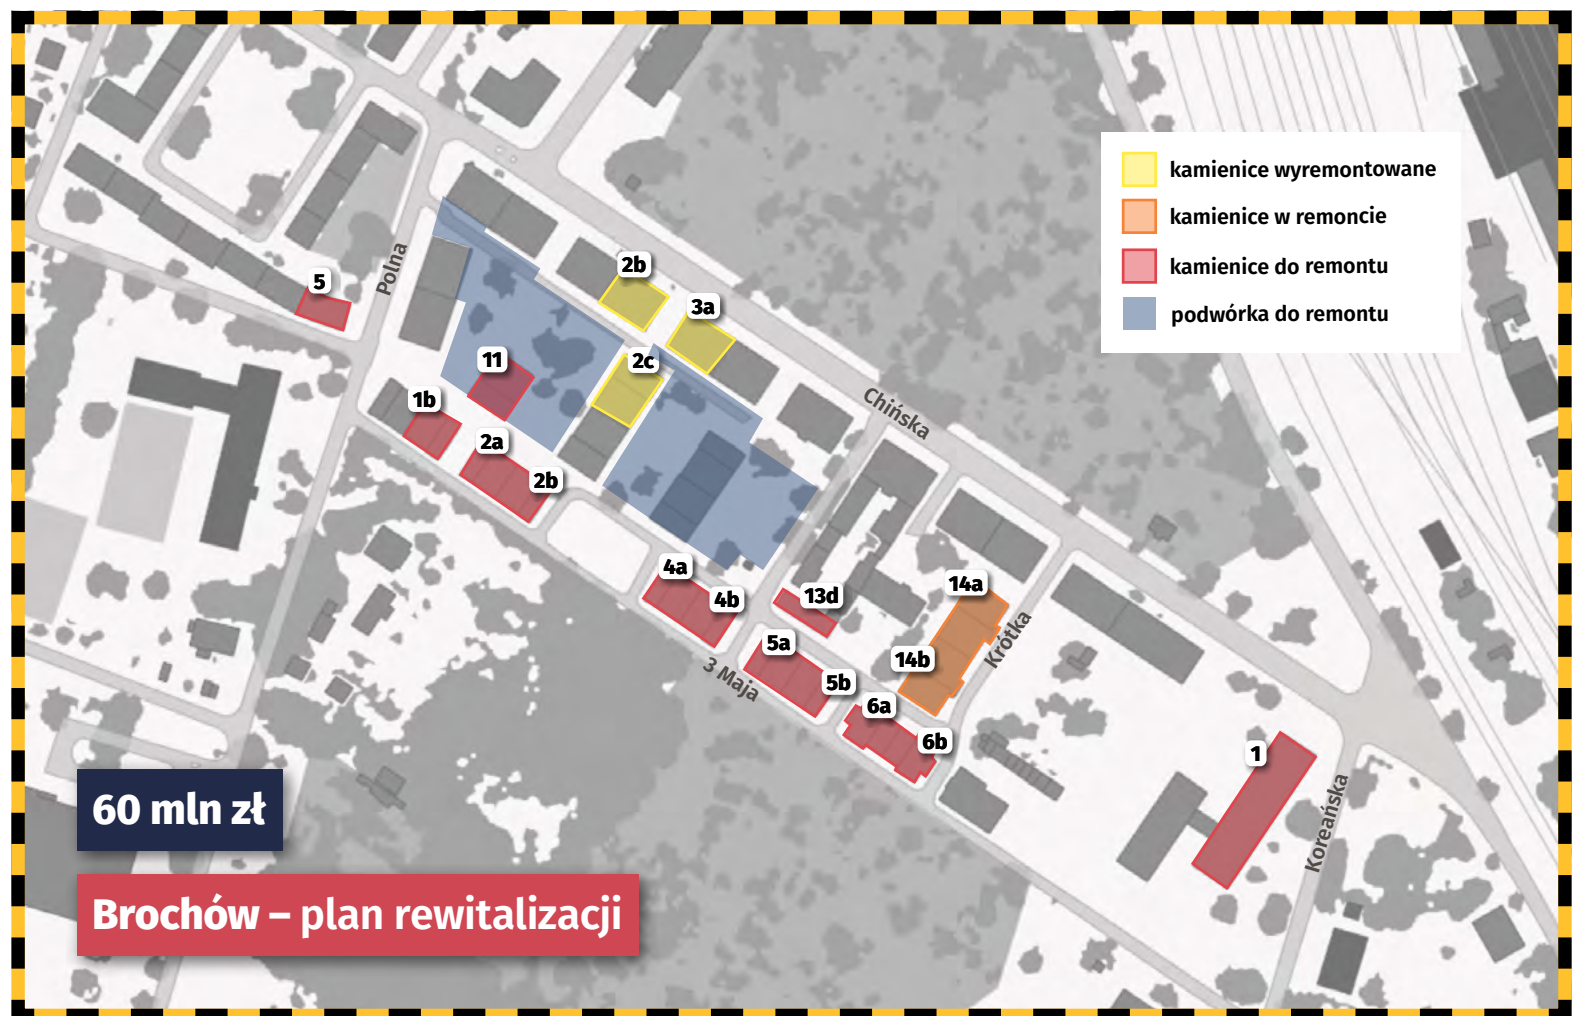 kamienice wyremontowane
kamienice w remoncie
kamienice do remontu
podwórka do remontu
Polna
5
2b
3a
2c
11
1b
2a
2b
Chińska
4a
4b
13d
14a
14b
Krótka
5a
5b
3 Maja
6a
6b
1
Koreańska
60 mln zł
Brochów – plan rewitalizacji